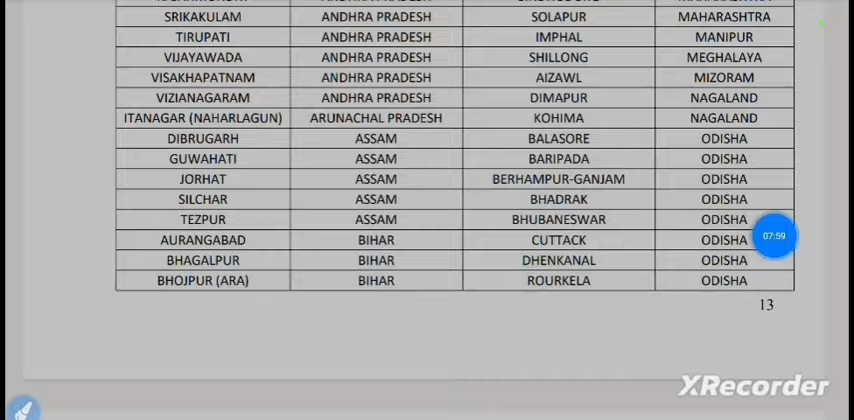 SRIKAKULAM ANDHRA PRADESH SOLAPUR MAHARASHTRA
TIRUPATI ANDHRA PRADESH IMPHAL MANIPUR
VIJAYAWADA ANDHRA PRADESH SHILLONG MEGHALAYA
VISAKHAPATNAM ANDHRA PRADESH AIZAWL MIZORAM
VIZIANAGARAM ANDHRA PRADESH DIMAPUR NAGALAND
ITANAGAR (NAHARLAGUN) ARUNACHAL PRADESH KOHIMA NAGALAND
DIBRUGARH ASSAM BALASORE ODISHA
GUWAHATI ASSAM BARIPADA ODISHA
JORHAT ASSAM BERHAMPUR-GANJAM ODISHA
SILCHAR ASSAM BHADRAK ODISHA
TEZPUR ASSAM BHUBANESWAR ODISHA
AURANGABAD BIHAR CUTTACK ODISHA
07:59
BHAGALPUR BIHAR DHENKANAL ODISHA
BHOJPUR (ARA) BIHAR ROURKELA ODISHA
13
XRecorder